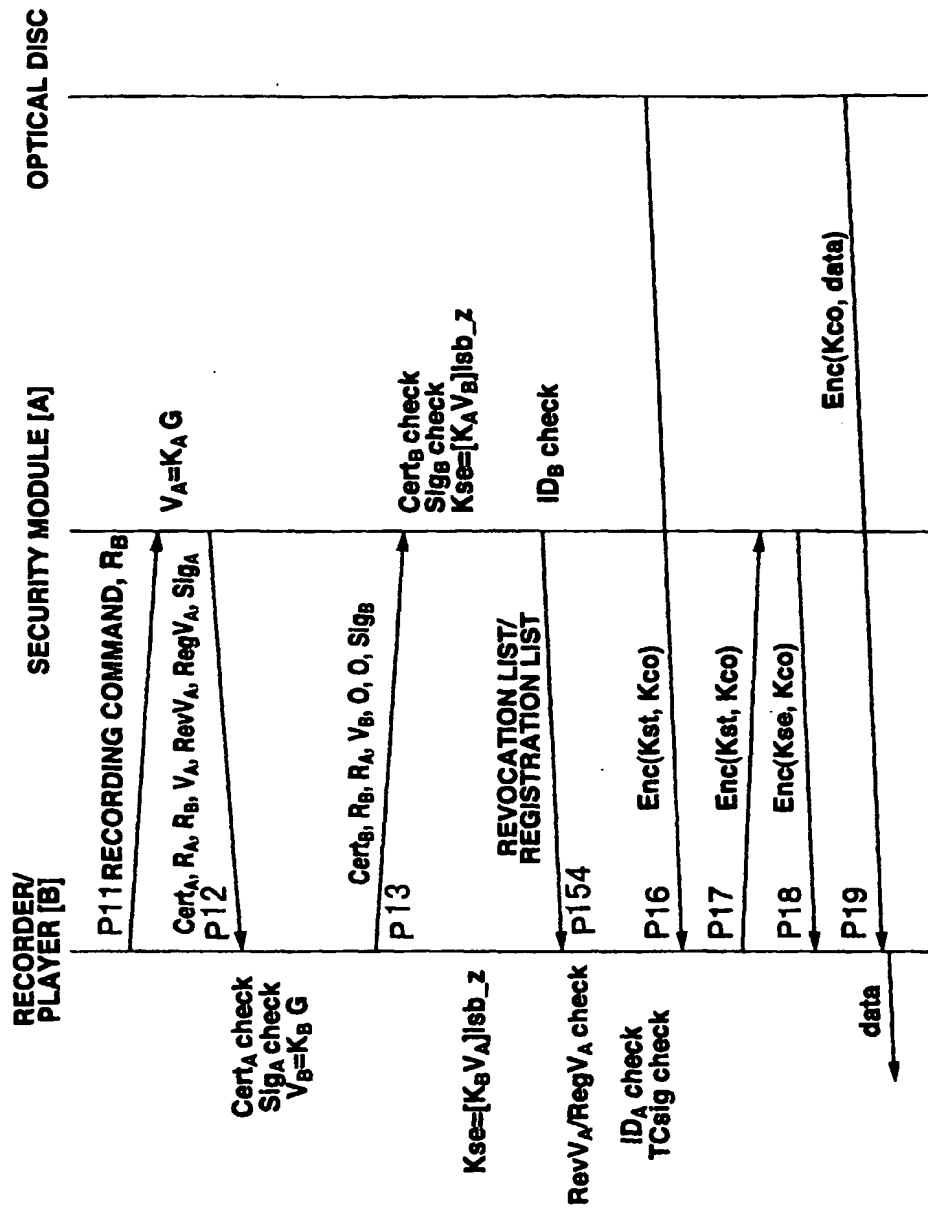 RECORDER/
PLAYER [B]
SECURITY MODULE [A]
OPTICAL DISC
P11 RECORDING COMMAND, R_B
V_A=K_A G
Cert_A, R_A, R_B, V_A, RevV_A, RegV_A, Sig_A
P12
Cert_A check
Sig_A check
V_B=K_B G
Cert_B, R_B, R_A, V_B, O, O, Sig_B
P13
Cert_B check
Sig_B check
Kse=[K_A V_B]lsb_z
Kse=[K_B V_A]lsb_z
REVOCATION LIST/
REGISTRATION LIST
ID_B check
P154
RevV_A/RegV_A check
ID_A check
TCsig check
Enc(Kst, Kco)
P16
Enc(Kst, Kco)
P17
Enc(Kse, Kco)
P18
Enc(Kco, data)
P19
data